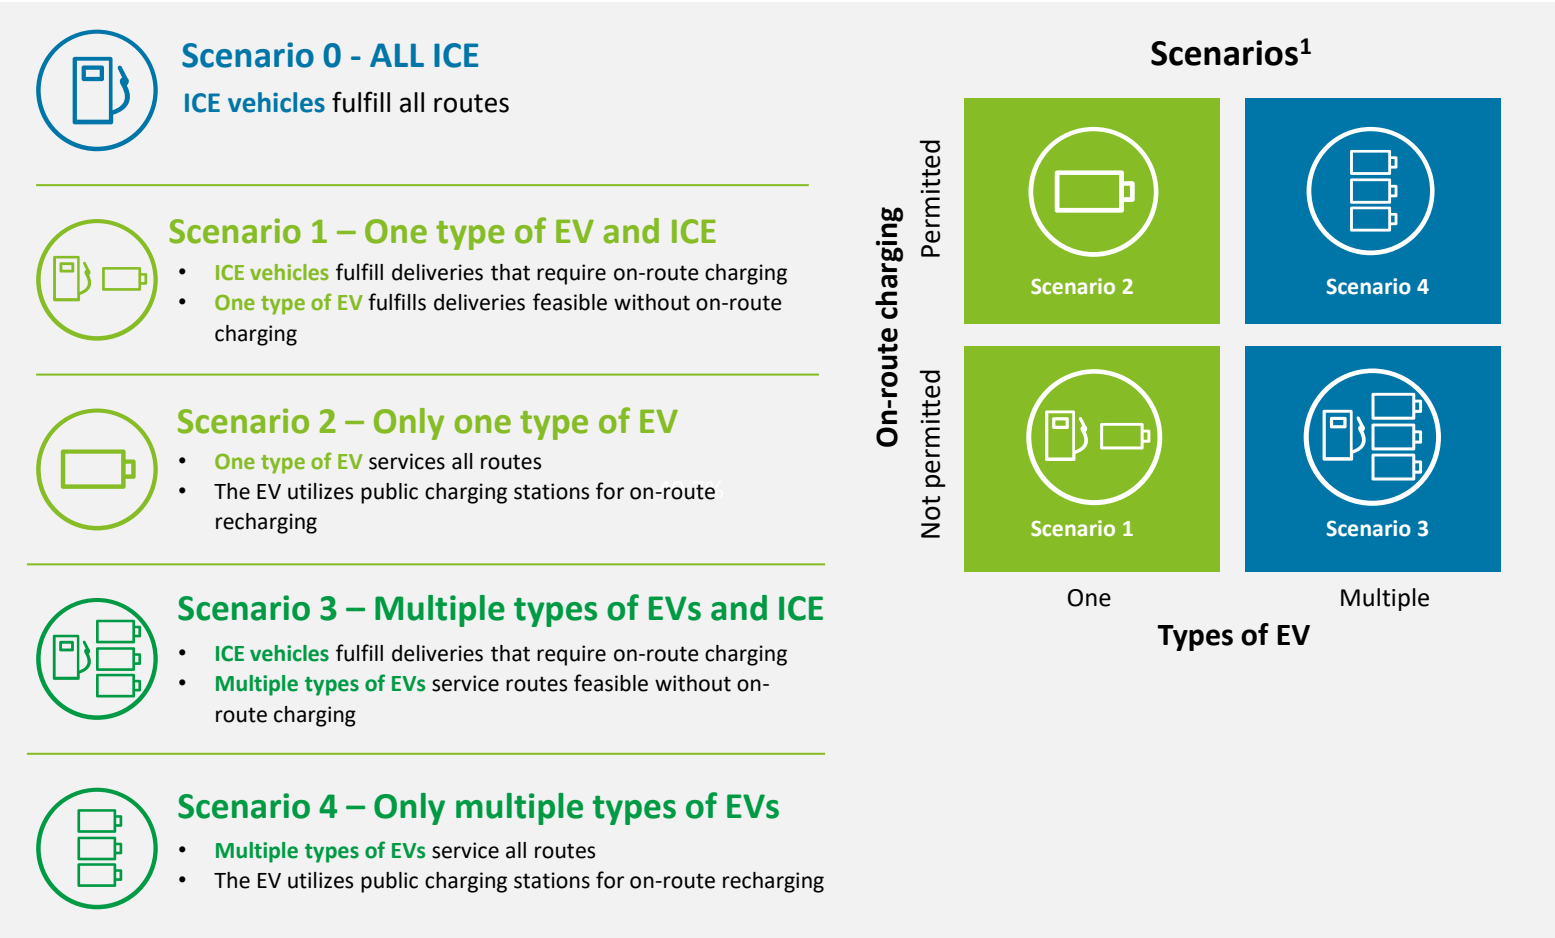 Scenario 0 - ALL ICE
ICE vehicles fulfill all routes
Scenario 1 – One type of EV and ICE
• ICE vehicles fulfill deliveries that require on-route charging
• One type of EV fulfills deliveries feasible without on-route
charging
Scenario 2 – Only one type of EV
• One type of EV services all routes
• The EV utilizes public charging stations for on-route
recharging
Scenario 3 – Multiple types of EVs and ICE
• ICE vehicles fulfill deliveries that require on-route charging
• Multiple types of EVs service routes feasible without on-
route charging
Scenario 4 – Only multiple types of EVs
• Multiple types of EVs service all routes
• The EV utilizes public charging stations for on-route recharging
Scenarios¹
On-route charging
Permitted
Scenario 2
Scenario 4
Not permitted
Scenario 1
Scenario 3
One
Multiple
Types of EV